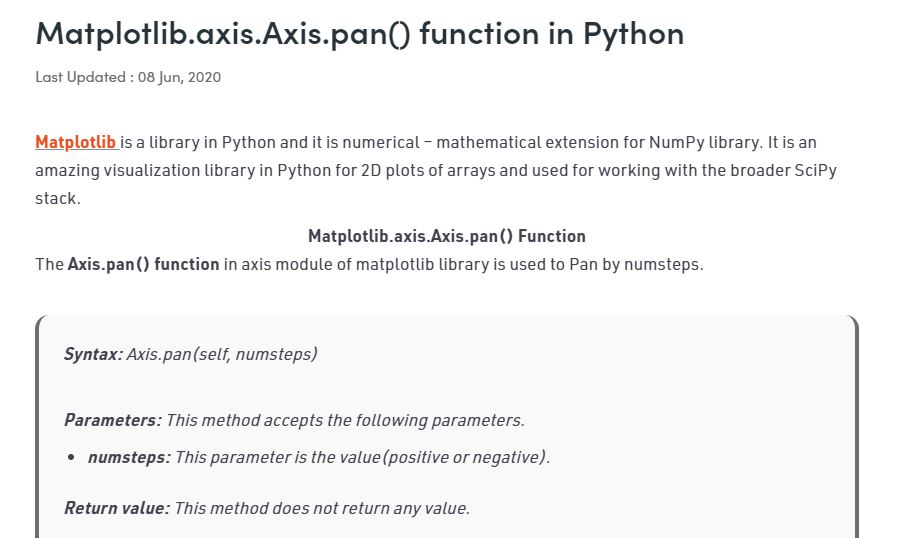 Matplotlib.axis.Axis.pan() function in Python
Last Updated : 08 Jun, 2020
Matplotlib is a library in Python and it is numerical – mathematical extension for NumPy library. It is an
amazing visualization library in Python for 2D plots of arrays and used for working with the broader SciPy
stack.
Matplotlib.axis.Axis.pan() Function
The Axis.pan() function in axis module of matplotlib library is used to Pan by numsteps.
Syntax: Axis.pan(self, numsteps)
Parameters: This method accepts the following parameters.
• numsteps: This parameter is the value(positive or negative).
Return value: This method does not return any value.